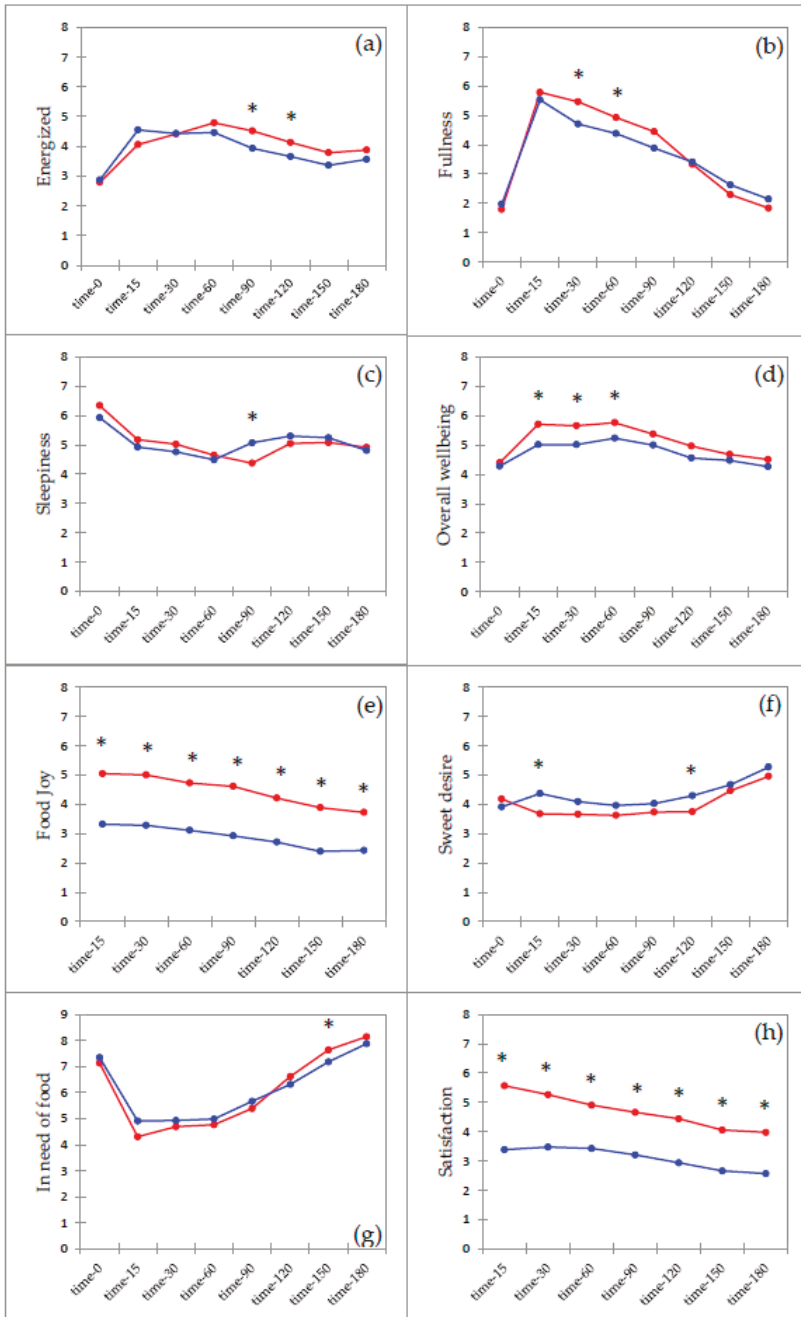 (a)
Energized
8
7
6
5
4
3
2
1
0
* *
time-0 time-15 time-30 time-60 time-90 time-120 time-150 time-180
(b)
Fullness
8
7
6
5
4
3
2
1
0
* *
time-0 time-15 time-30 time-60 time-90 time-120 time-150 time-180
(c)
Sleepiness
8
7
6
5
4
3
2
1
0
*
time-0 time-15 time-30 time-60 time-90 time-120 time-150 time-180
(d)
Overall wellbeing
8
7
6
5
4
3
2
1
0
* * *
time-0 time-15 time-30 time-60 time-90 time-120 time-150 time-180
(e)
Food Joy
8
7
6
5
4
3
2
1
0
* * * * * * *
time-15 time-30 time-60 time-90 time-120 time-150 time-180
(f)
Sweet desire
8
7
6
5
4
3
2
1
0
* *
time-0 time-15 time-30 time-60 time-90 time-120 time-150 time-180
In need of food
9
8
7
6
5
4
3
2
1
0
*
time-0 time-15 time-30 time-60 time-90 time-120 time-150 time-180
(g)
(h)
Satisfaction
8
7
6
5
4
3
2
1
0
* * * * * * *
time-15 time-30 time-60 time-90 time-120 time-150 time-180